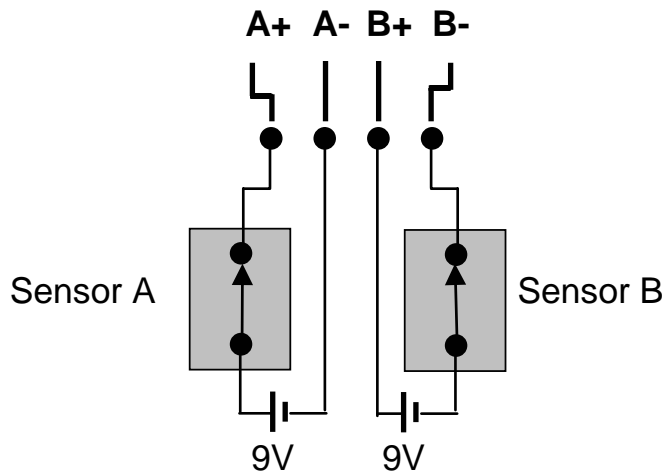 A+ A- B+ B-
Sensor A
Sensor B
9V
9V